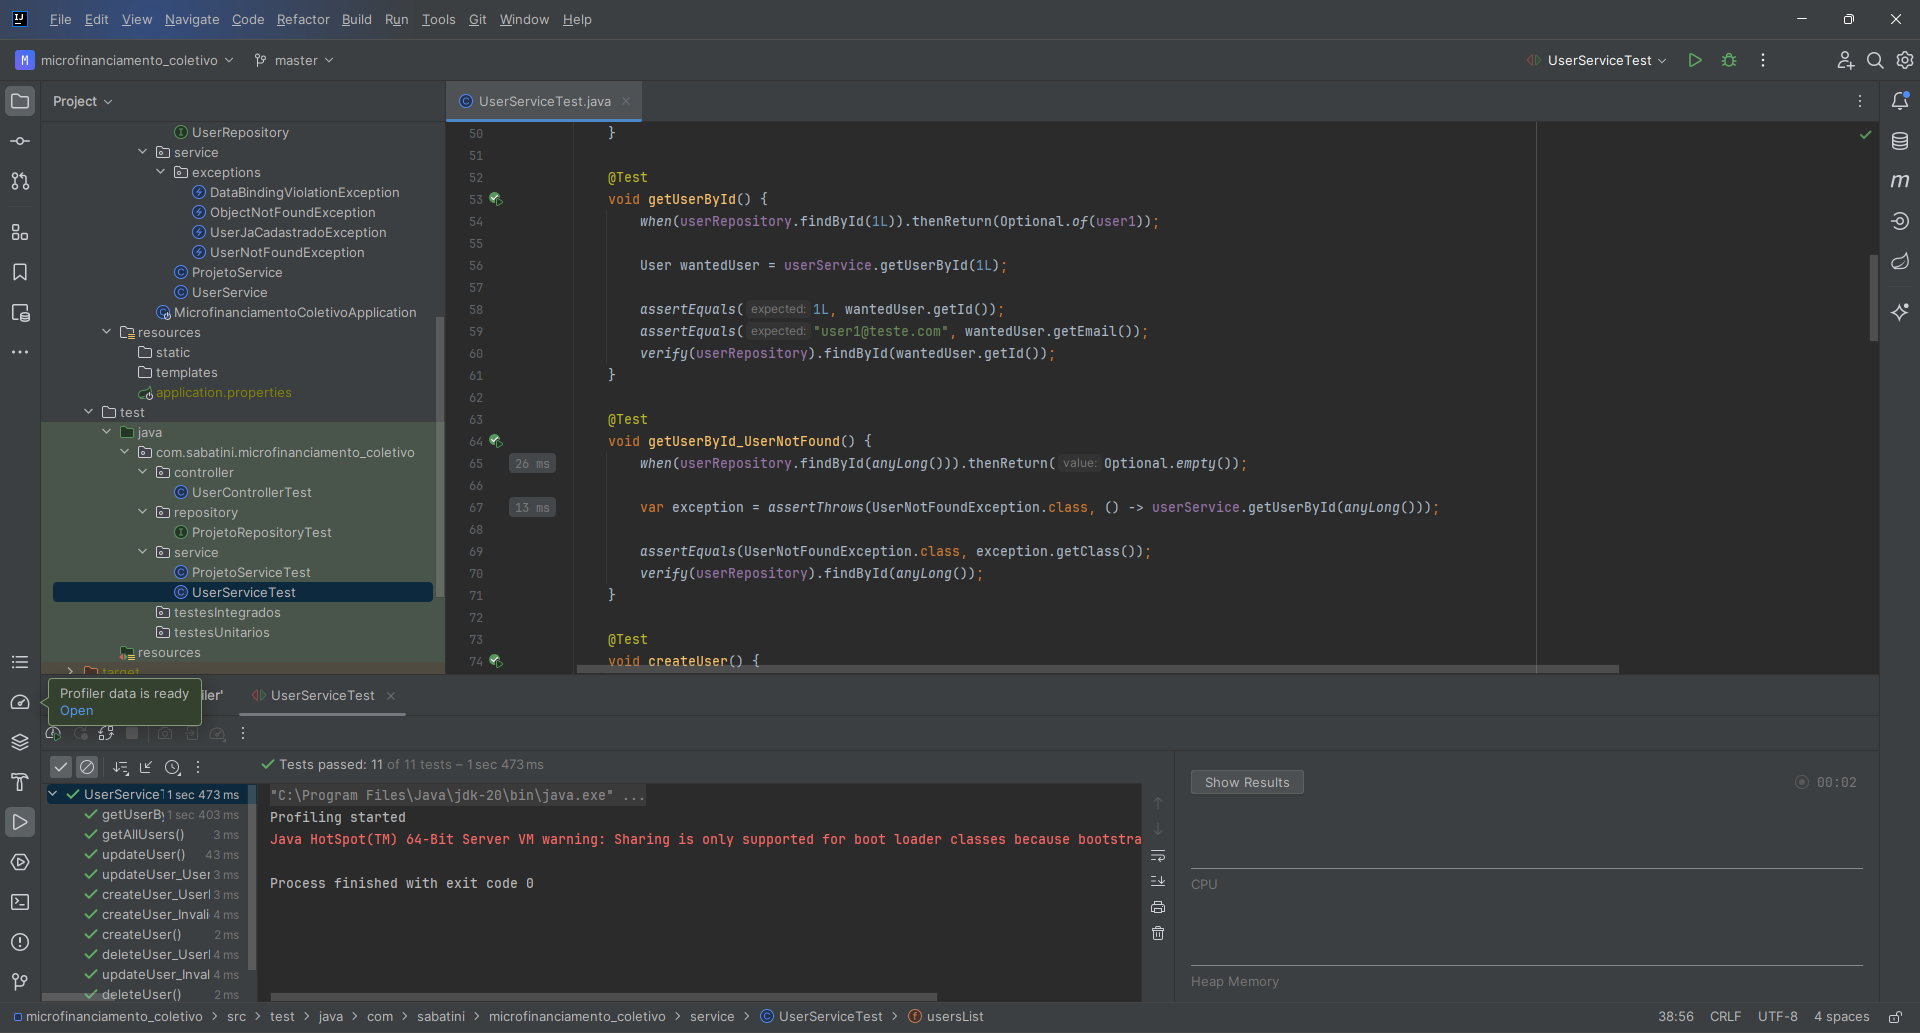 File Edit View Navigate Code Refactor Build Run Tools Git Window Help
M microfinanciamento_coletivo master UserServiceTest
Project
UserServiceTest.java
UserRepository
service
exceptions
DataBindingViolationException
ObjectNotFoundException
UserJaCadastradoException
UserNotFoundException
ProjetoService
UserService
MicrofinanciamentoColetivoApplication
resources
static
templates
application.properties
test
java
com.sabatini.microfinanciamento_coletivo
controller
UserControllerTest
repository
ProjetoRepositoryTest
service
ProjetoServiceTest
UserServiceTest
testesIntegrados
testesUnitarios
resources
target
50 }
51
52 @Test
53 void getUserById() {
54 when(userRepository.findById(1L)).thenReturn(Optional.of(user1));
55
56 User wantedUser = userService.getUserById(1L);
57
58 assertEquals( expected: 1L, wantedUser.getId());
59 assertEquals( expected: "user1@teste.com", wantedUser.getEmail());
60 verify(userRepository).findById(wantedUser.getId());
61 }
62
63 @Test
64 void getUserById_UserNotFound() {
65 26 ms when(userRepository.findById(anyLong())).thenReturn( value: Optional.empty());
66
67 13 ms var exception = assertThrows(UserNotFoundException.class, () -> userService.getUserById(anyLong()));
68
69 assertEquals(UserNotFoundException.class, exception.getClass());
70 verify(userRepository).findById(anyLong());
71 }
72
73 @Test
74 void createUser() {
Profiler data is ready
Open
iler'
UserServiceTest
Tests passed: 11 of 11 tests – 1 sec 473 ms
UserServiceT 1 sec 473 ms
getUserBy 1 sec 403 ms
getAllUsers() 3 ms
updateUser() 43 ms
updateUser_User 3 ms
createUser_User 3 ms
createUser_Invali 4 ms
createUser() 2 ms
deleteUser_User 4 ms
updateUser_Inval 4 ms
deleteUser() 2 ms
"C:\Program Files\Java\jdk-20\bin\java.exe" ...
Profiling started
Java HotSpot(TM) 64-Bit Server VM warning: Sharing is only supported for boot loader classes because bootstra
Process finished with exit code 0
Show Results 00:02
CPU
Heap Memory
microfinanciamento_coletivo > src > test > java > com > sabatini > microfinanciamento_coletivo > service > UserServiceTest > usersList 38:56 CRLF UTF-8 4 spaces